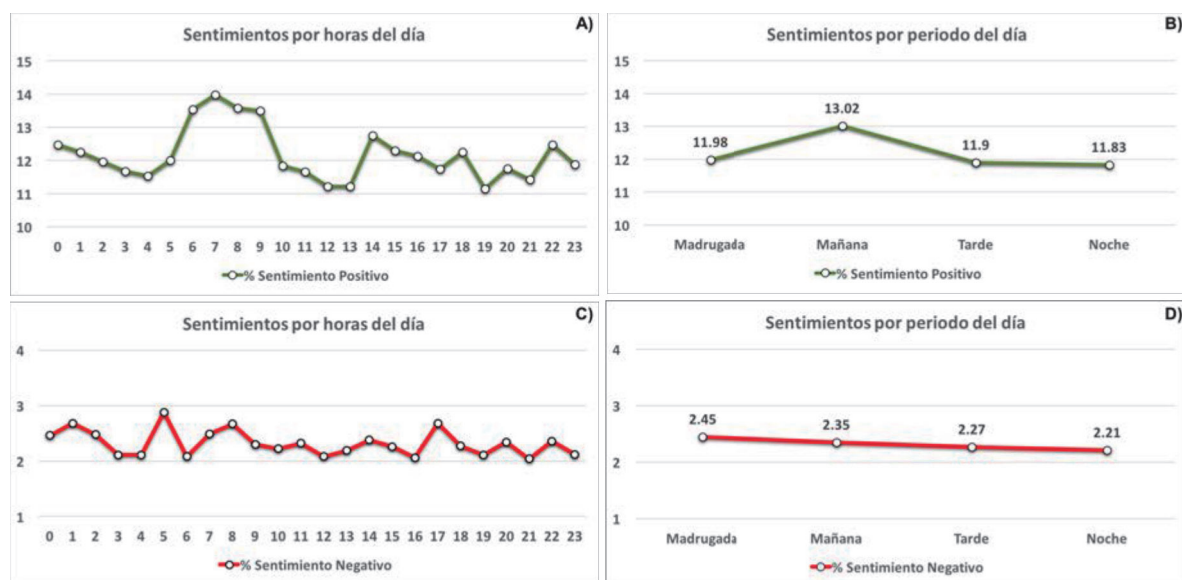 A)
Sentimientos por horas del día
15
14
13
12
11
10
0 1 2 3 4 5 6 7 8 9 10 11 12 13 14 15 16 17 18 19 20 21 22 23
% Sentimiento Positivo
B)
Sentimientos por periodo del día
15
14
13
12
11
10
11.98
13.02
11.9
11.83
Madrugada Mañana Tarde Noche
% Sentimiento Positivo
C)
Sentimientos por horas del día
4
3
2
1
0 1 2 3 4 5 6 7 8 9 10 11 12 13 14 15 16 17 18 19 20 21 22 23
% Sentimiento Negativo
D)
Sentimientos por periodo del día
4
3
2
1
2.45
2.35
2.27
2.21
Madrugada Mañana Tarde Noche
% Sentimiento Negativo